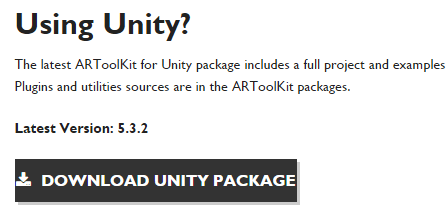 Using Unity?
The latest ARToolKit for Unity package includes a full project and examples
Plugins and utilities sources are in the ARToolKit packages.
Latest Version: 5.3.2
DOWNLOAD UNITY PACKAGE